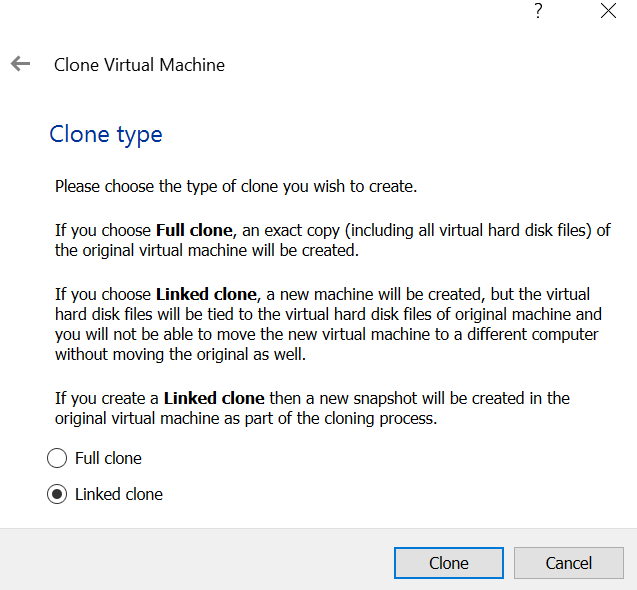 ?
Clone Virtual Machine
Clone type
Please choose the type of clone you wish to create.
If you choose Full clone, an exact copy (including all virtual hard disk files) of
the original virtual machine will be created.
If you choose Linked clone, a new machine will be created, but the virtual
hard disk files will be tied to the virtual hard disk files of original machine and
you will not be able to move the new virtual machine to a different computer
without moving the original as well.
If you create a Linked clone then a new snapshot will be created in the
original virtual machine as part of the cloning process.
Full clone
Linked clone
Clone Cancel